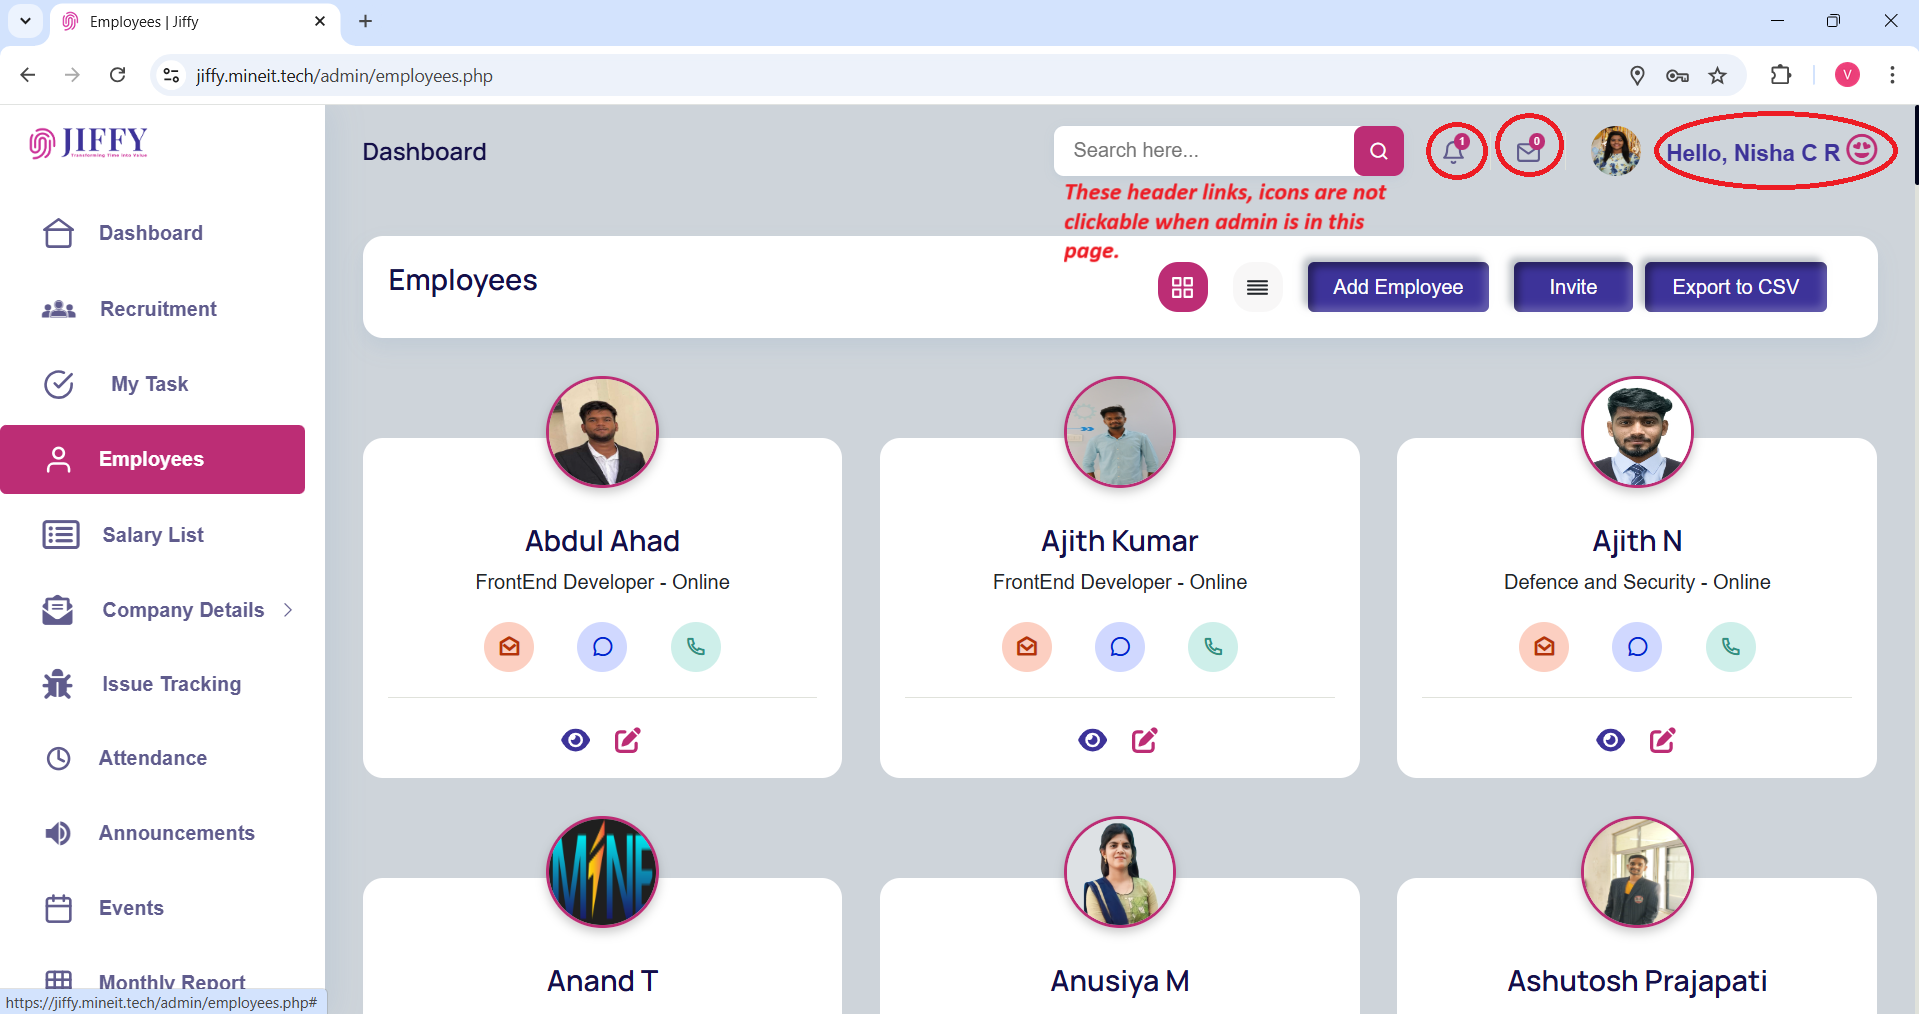 Employees | Jiffy
jiffy.mineit.tech/admin/employees.php
V
JIFFY
Transforming Time Into Value
Dashboard
Search here...
1
0
Hello, Nisha C R
These header links, icons are not
clickable when admin is in this
page.
Dashboard
Recruitment
My Task
Employees
Salary List
Company Details
Issue Tracking
Attendance
Announcements
Events
Monthly Report
Employees
Add Employee
Invite
Export to CSV
Abdul Ahad
FrontEnd Developer - Online
Ajith Kumar
FrontEnd Developer - Online
Ajith N
Defence and Security - Online
Anand T
Anusiya M
Ashutosh Prajapati
https://jiffy.mineit.tech/admin/employees.php#